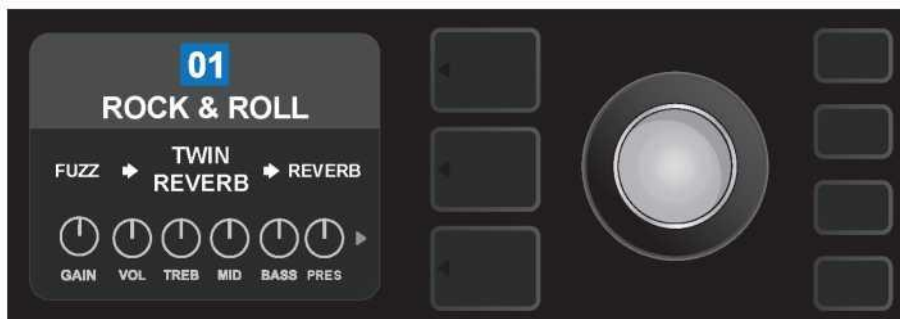 01
ROCK & ROLL
FUZZ TWIN REVERB REVERB
GAIN VOL TREB MID BASS PRES